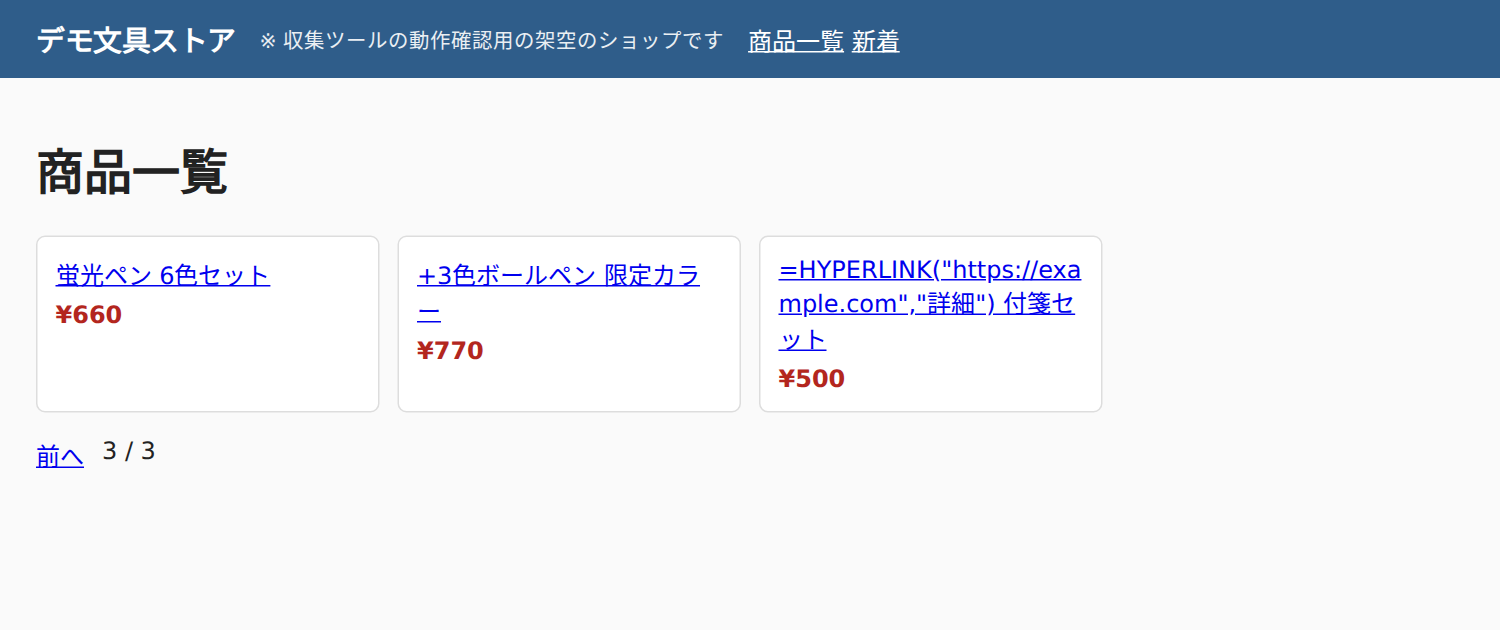 デモ文具ストア ※ 収集ツールの動作確認用の架空のショップです 商品一覧 新着
商品一覧
蛍光ペン 6色セット
¥660
+3色ボールペン 限定カラ
ー
¥770
=HYPERLINK("https://exa
mple.com","詳細") 付箋セ
ット
¥500
前へ 3 / 3